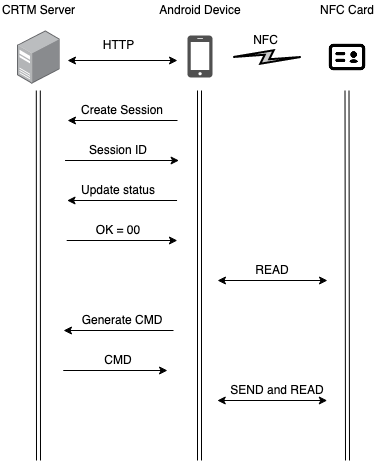 CRTM Server
Android Device
NFC Card
HTTP
NFC
Create Session
Session ID
Update status
OK = 00
READ
Generate CMD
CMD
SEND and READ